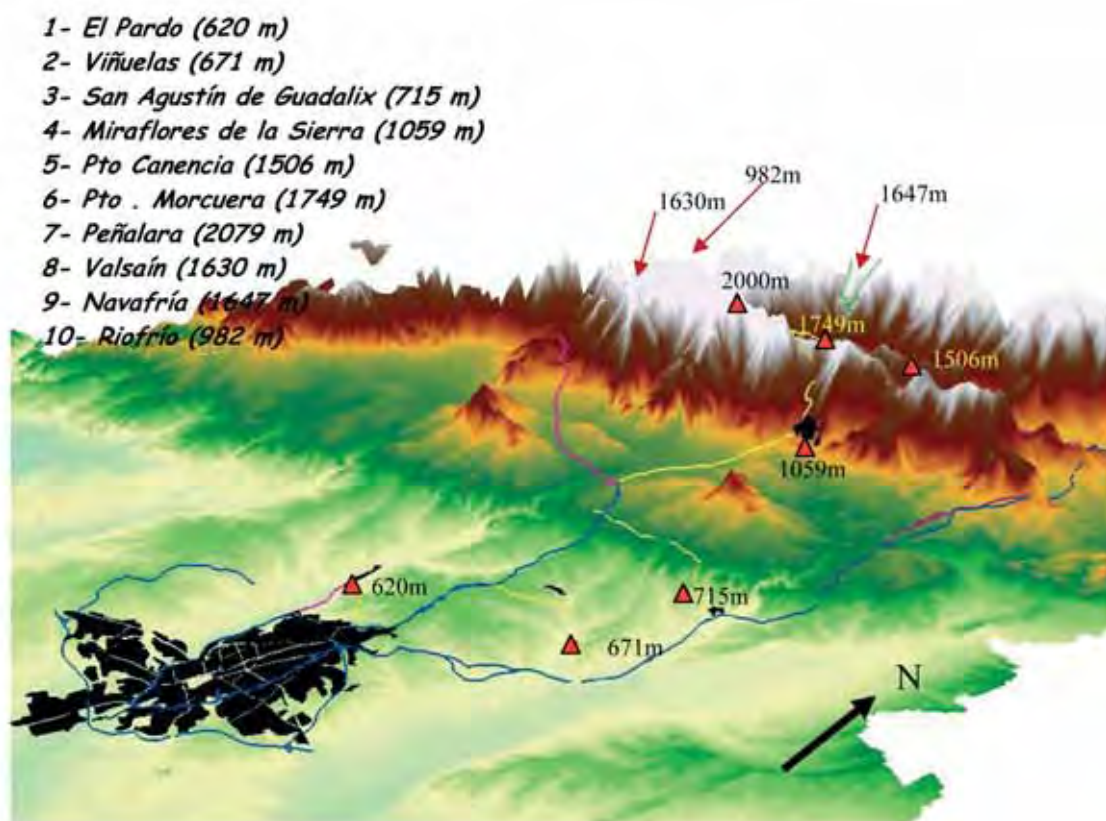 1- El Pardo (620 m)
2- Viñuelas (671 m)
3- San Agustín de Guadalix (715 m)
4- Miraflores de la Sierra (1059 m)
5- Pto Canencia (1506 m)
6- Pto . Morcuera (1749 m)
7- Peñalara (2079 m)
8- Valsaín (1630 m)
9- Navafría (1647 m)
10- Riofrío (982 m)
982m
1630m
1647m
2000m
1749m
1506m
1059m
620m
715m
671m
N